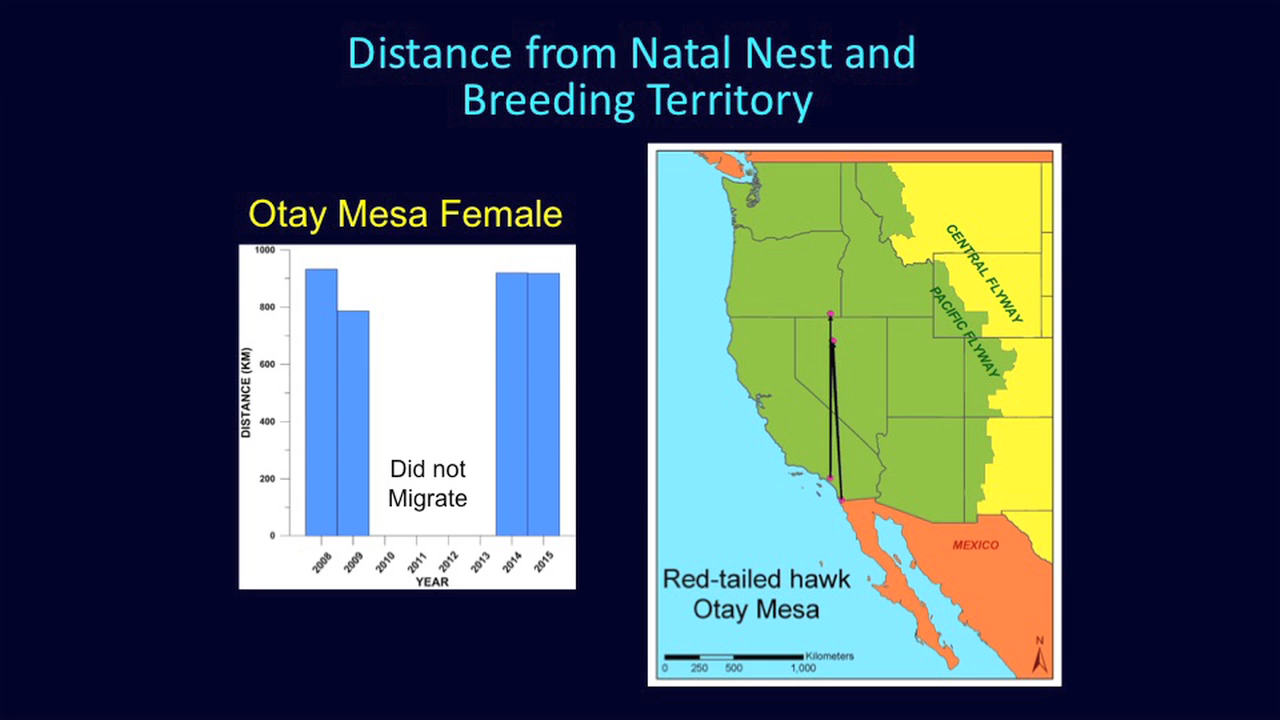 Distance from Natal Nest and
Breeding Territory
Otay Mesa Female
1000
800
600
400
200
0
DISTANCE (KM)
Did not
Migrate
2008
2009
2010
2011
2012
2013
2014
2015
YEAR
CENTRAL FLYWAY
PACIFIC FLYWAY
MEXICO
Red-tailed hawk
Otay Mesa
N
Kilometers
0 250 500 1,000